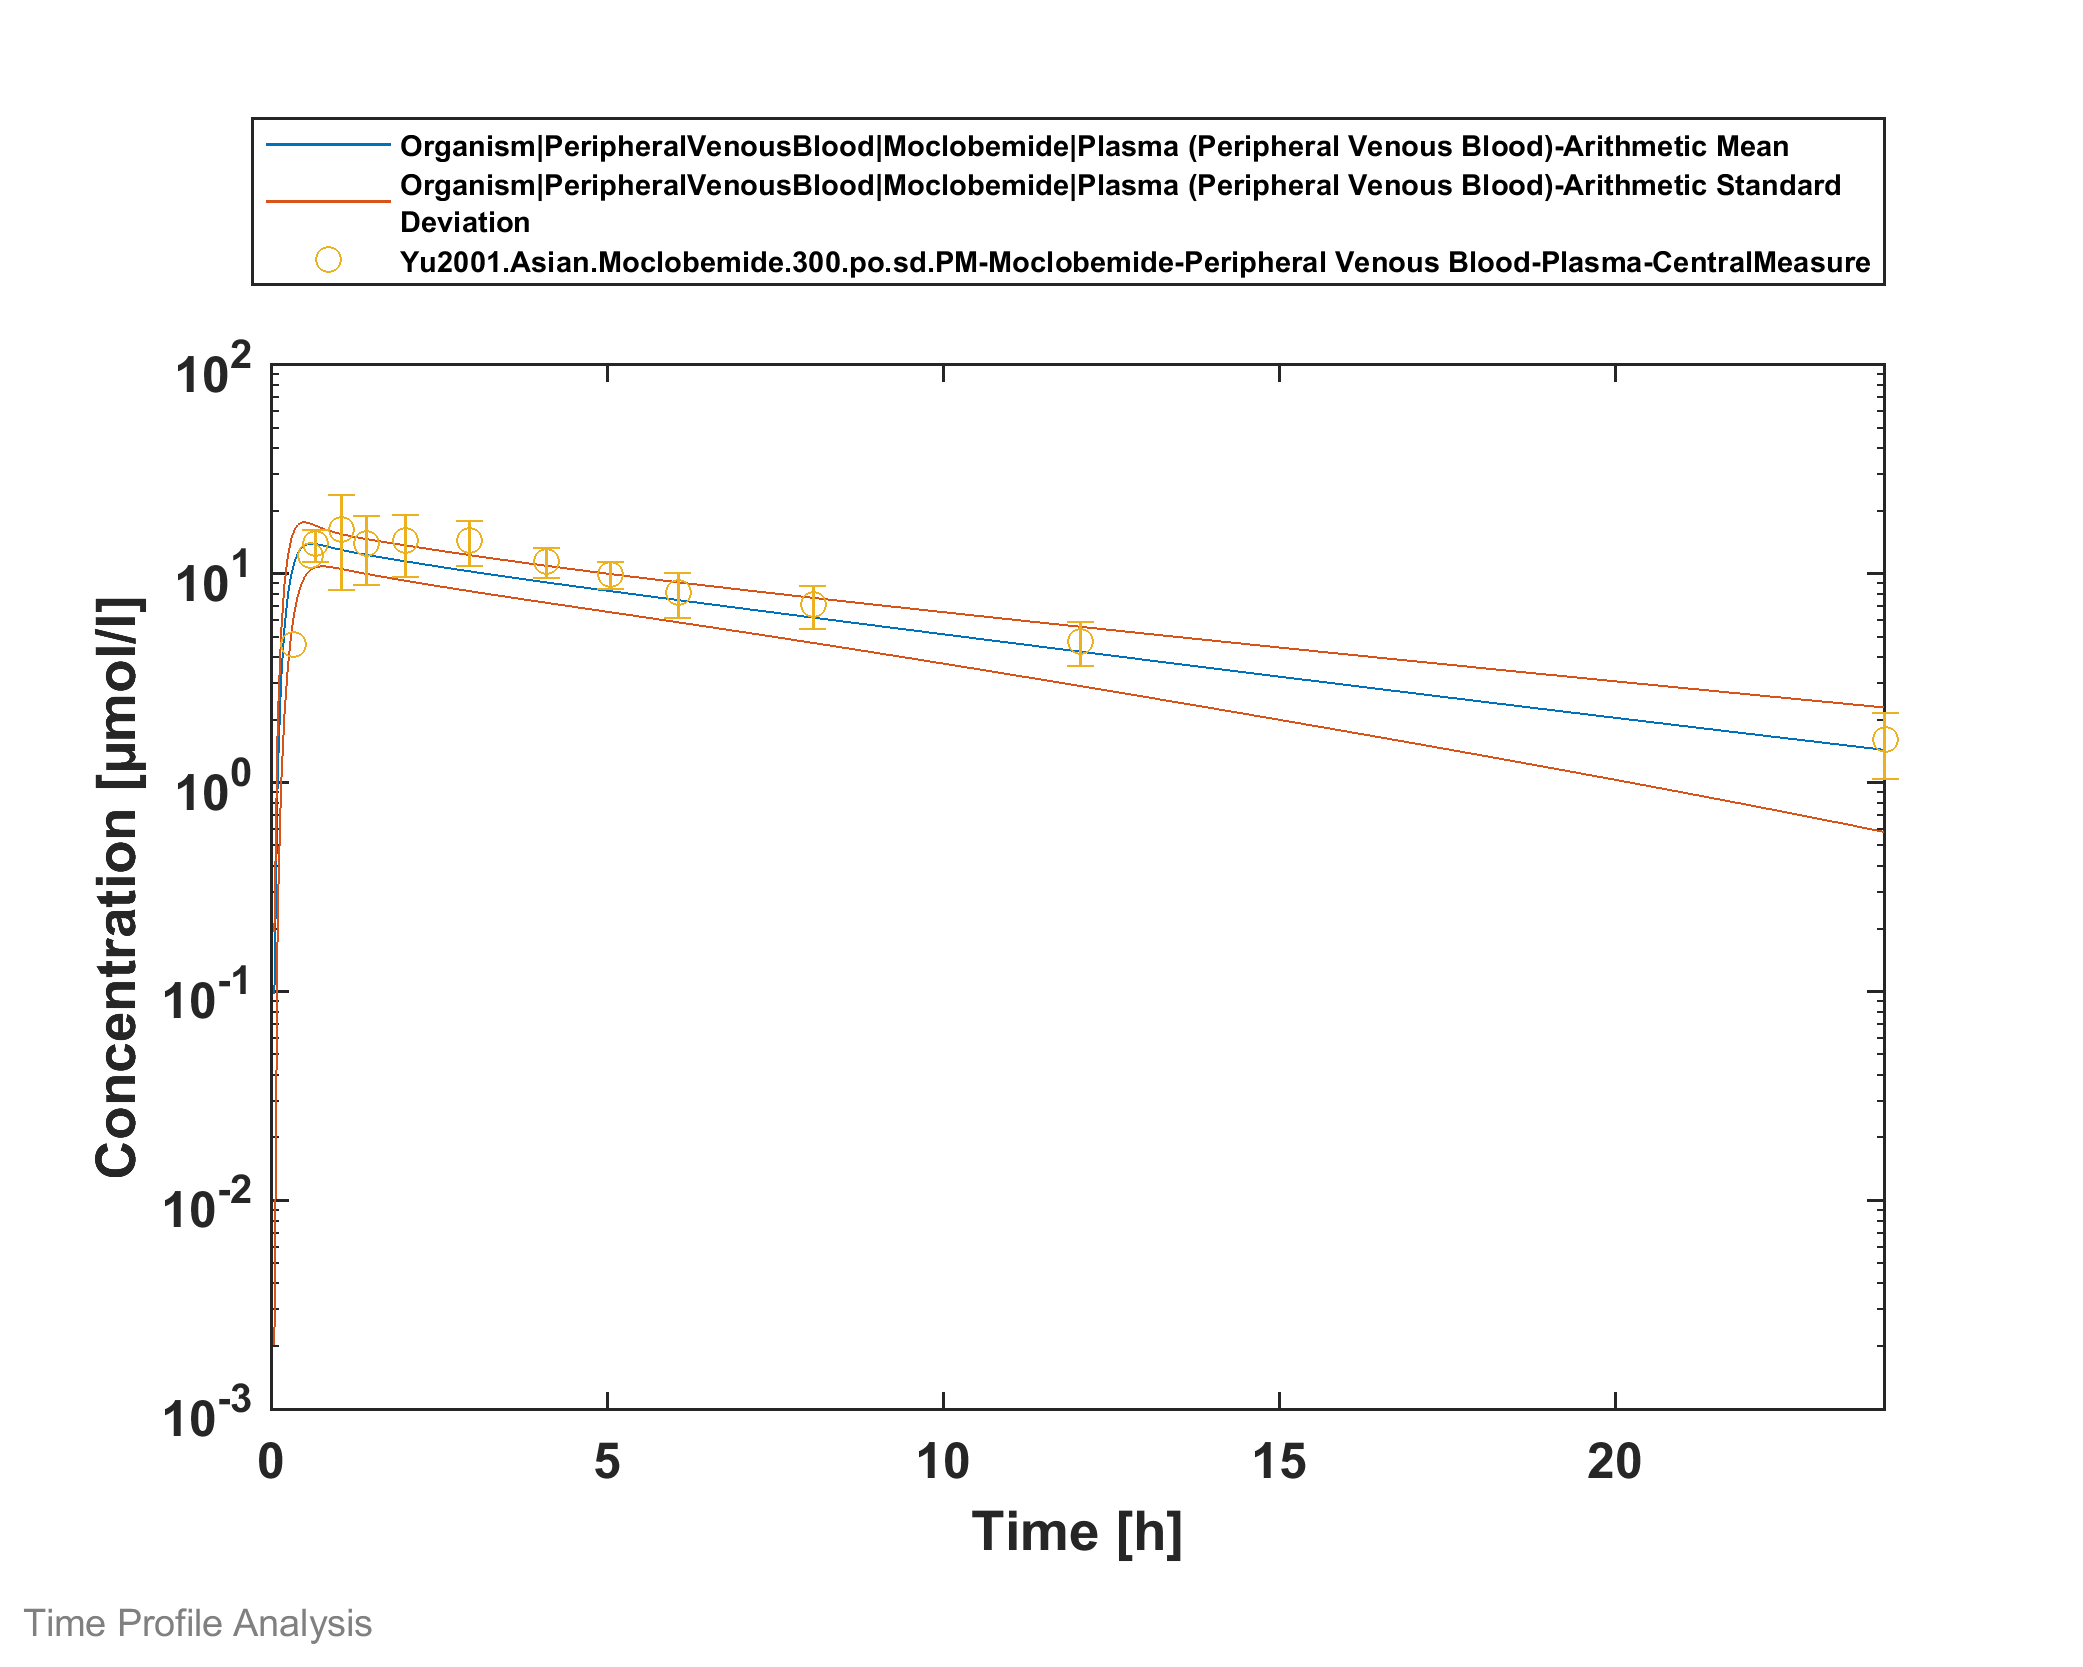 Organism|PeripheralVenousBlood|Moclobemide|Plasma (Peripheral Venous Blood)-Arithmetic Mean
Organism|PeripheralVenousBlood|Moclobemide|Plasma (Peripheral Venous Blood)-Arithmetic Standard
Deviation
Yu2001.Asian.Moclobemide.300.po.sd.PM-Moclobemide-Peripheral Venous Blood-Plasma-CentralMeasure
10^2
10^1
10^0
10^-1
10^-2
10^-3
Concentration [µmol/l]
0 5 10 15 20
Time [h]
Time Profile Analysis